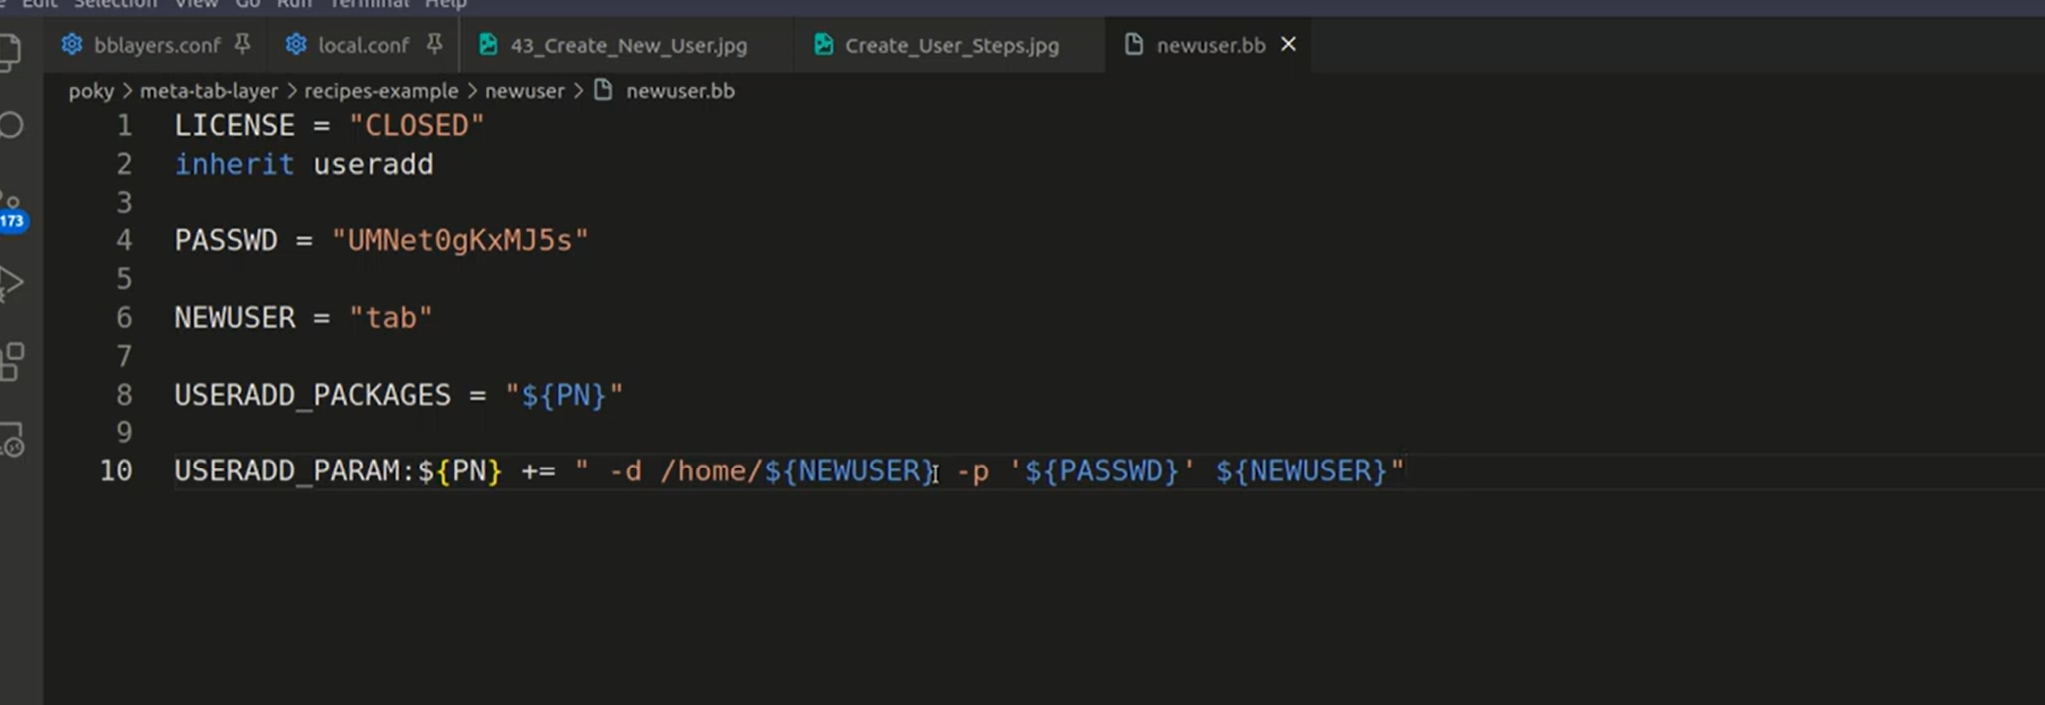 Edit Selection View Go Run Terminal Help
bblayers.conf local.conf 43_Create_New_User.jpg Create_User_Steps.jpg newuser.bb
poky > meta-tab-layer > recipes-example > newuser > newuser.bb
1 LICENSE = "CLOSED"
2 inherit useradd
3
4 PASSWD = "UMNet0gKxMJ5s"
5
6 NEWUSER = "tab"
7
8 USERADD_PACKAGES = "${PN}"
9
10 USERADD_PARAM:${PN} += " -d /home/${NEWUSER} -p '${PASSWD}' ${NEWUSER}"
173